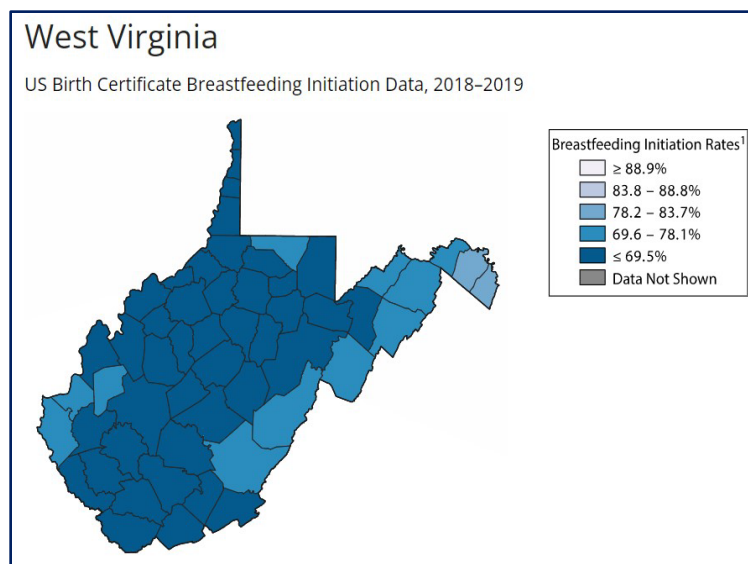 West Virginia
US Birth Certificate Breastfeeding Initiation Data, 2018–2019
Breastfeeding Initiation Rates¹
≥ 88.9%
83.8 – 88.8%
78.2 – 83.7%
69.6 – 78.1%
≤ 69.5%
Data Not Shown